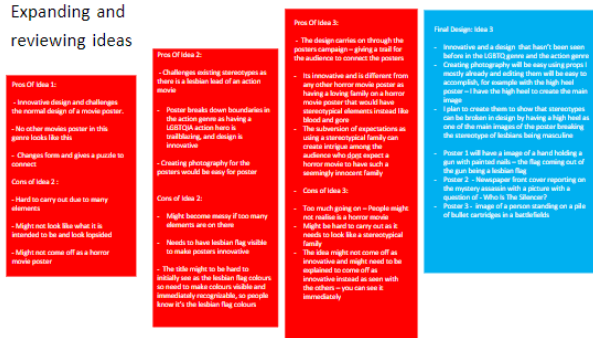 Expanding and
reviewing ideas
Pros Of Idea 1:
- Innovative design and challenges
the normal design of a movie poster.
- No other movies poster in this
genre looks like this
- Changes form and gives a puzzle to
connect
Cons of Idea 2 :
- Hard to carry out due to many
elements
- Might not look like what it is
intended to be and look lopsided
- Might not come off as a horror
movie poster
Pros Of Idea 2:
- Challenges existing stereotypes as
there is a lesbian lead of an action
movie
- Poster breaks down boundaries in
the action genre as having a
LGBTQIA action hero is
trailblazing, and design is
innovative
- Creating photography for the
posters would be easy for poster
Cons of Idea 2:
- Might become messy if too many
elements are on there
- Needs to have lesbian flag visible
to make posters innovative
- The title might be hard to
initially see as the lesbian flag colours
so need to make colours visible and
immediately recognizable, so people
know it's the lesbian flag colours
Pros Of Idea 3:
- The design carries on through the
posters campaign – giving a trail for
the audience to connect the posters
- Its innovative and is different from
any other horror movie poster as
having a loving family on a horror
movie poster that would have
stereotypical elements instead like
blood and gore
- The subversion of expectations as
using a stereotypical family can
create intrigue among the
audience who dont expect a horror
movie to have such a
seemingly innocent family
- Cons of Idea 3:
- Too much going on – People might
not realise is a horror movie
- Might be hard to carry out as it
needs to look like a stereotypical
family
- The idea might not come off as
innovative and might need to be
explained to come off as
innovative instead as seen with
the others – you can see it
immediately
Final Design: Idea 3
- Innovative and a design that hasn't been seen
before in the LGBTQ genre and the action genre
- Creating photography will be easy using props I
mostly already and editing them will be easy to
accomplish, for example with the high heel
poster – I have the high heel to create the main
image
- I plan to create them to show that stereotypes
can be broken in design by having a high heel as
one of the main images of the poster breaking
the stereotype of lesbians being masculine
- Poster 1 will have a image of a hand holding a
gun with painted nails – the flag coming out of
the gun being a lesbian flag
- Poster 2 - Newspaper front cover reporting on
the mystery assassin with a picture with a
question of - Who Is The Silencer?
- Poster 3 - image of a person standing on a pile
of bullet cartridges in a battlefields